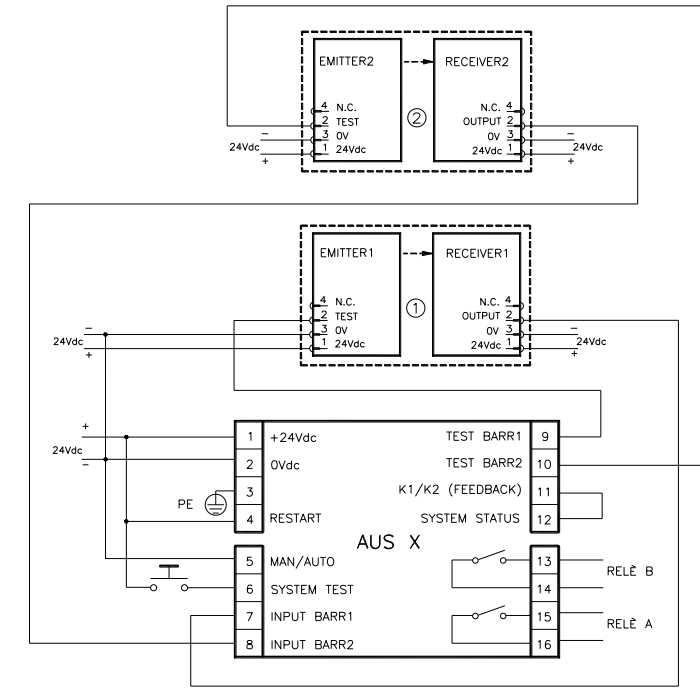 EMITTER2 RECEIVER2
4 N.C. N.C. 4
2 TEST 2 OUTPUT 2
− 3 0V 0V 3 −
24Vdc 1 24Vdc 24Vdc 1 24Vdc
+ +
EMITTER1 RECEIVER1
4 N.C. N.C. 4
2 TEST 1 OUTPUT 2
− 3 0V 0V 3 −
24Vdc 1 24Vdc 24Vdc 1 24Vdc
+ +
+ 1 +24Vdc TEST BARR1 9
24Vdc
− 2 0Vdc TEST BARR2 10
PE 3 K1/K2 (FEEDBACK) 11
4 RESTART SYSTEM STATUS 12
AUS X
5 MAN/AUTO 13
RELÈ B
6 SYSTEM TEST 14
7 INPUT BARR1 15
RELÈ A
8 INPUT BARR2 16